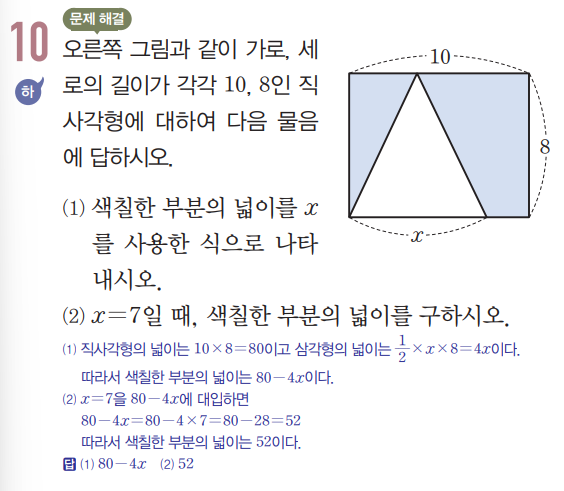 문제 해결
10
하
오른쪽 그림과 같이 가로, 세
로의 길이가 각각 10, 8인 직
사각형에 대하여 다음 물음
에 답하시오.
10
8
x
(1) 색칠한 부분의 넓이를 x
를 사용한 식으로 나타
내시오.
(2) x=7일 때, 색칠한 부분의 넓이를 구하시오.
(1) 직사각형의 넓이는 10×8=80이고 삼각형의 넓이는 1/2×x×8=4x이다.
따라서 색칠한 부분의 넓이는 80-4x이다.
(2) x=7을 80-4x에 대입하면
80-4x=80-4×7=80-28=52
따라서 색칠한 부분의 넓이는 52이다.
답 (1) 80-4x (2) 52